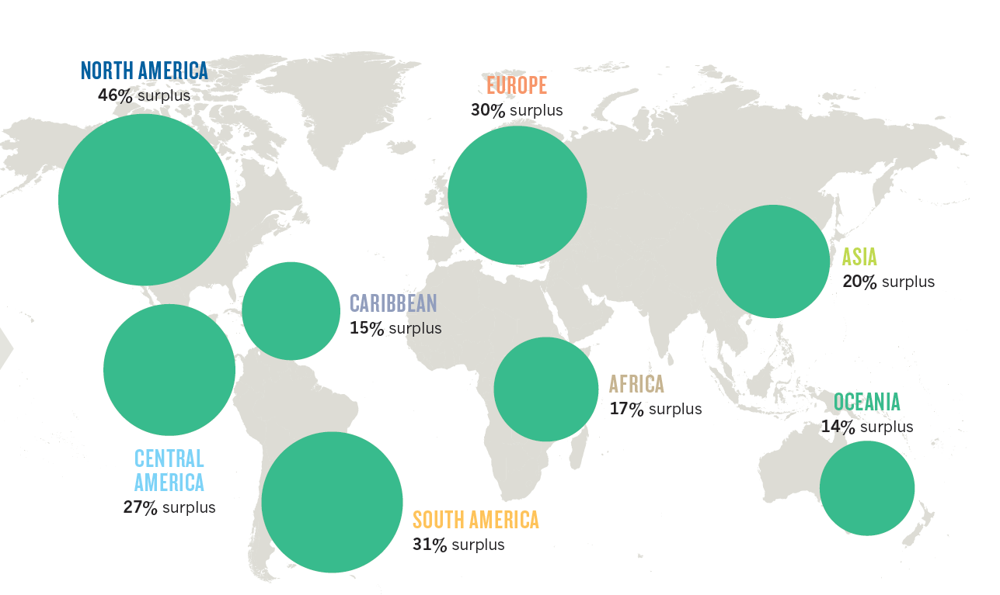 NORTH AMERICA
46% surplus
EUROPE
30% surplus
ASIA
20% surplus
CARIBBEAN
15% surplus
AFRICA
17% surplus
OCEANIA
14% surplus
CENTRAL
AMERICA
27% surplus
SOUTH AMERICA
31% surplus